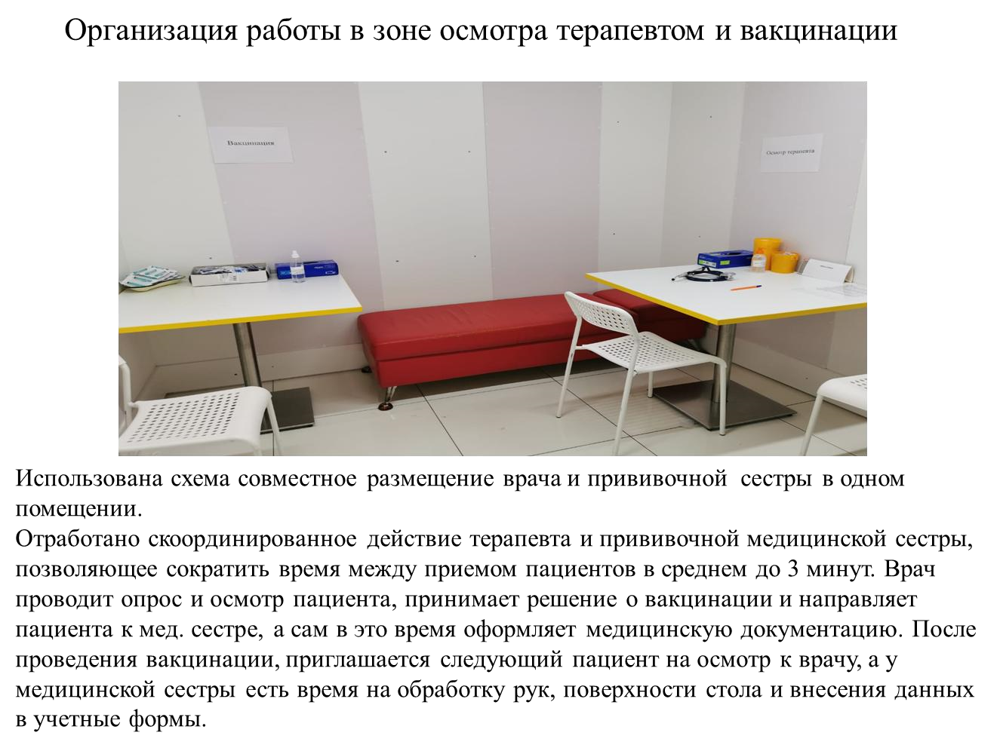 Организация работы в зоне осмотра терапевтом и вакцинации
Вакцинация
Осмотр терапевта
Использована схема совместное размещение врача и прививочной сестры в одном
помещении.
Отработано скоординированное действие терапевта и прививочной медицинской сестры,
позволяющее сократить время между приемом пациентов в среднем до 3 минут. Врач
проводит опрос и осмотр пациента, принимает решение о вакцинации и направляет
пациента к мед. сестре, а сам в это время оформляет медицинскую документацию. После
проведения вакцинации, приглашается следующий пациент на осмотр к врачу, а у
медицинской сестры есть время на обработку рук, поверхности стола и внесения данных
в учетные формы.